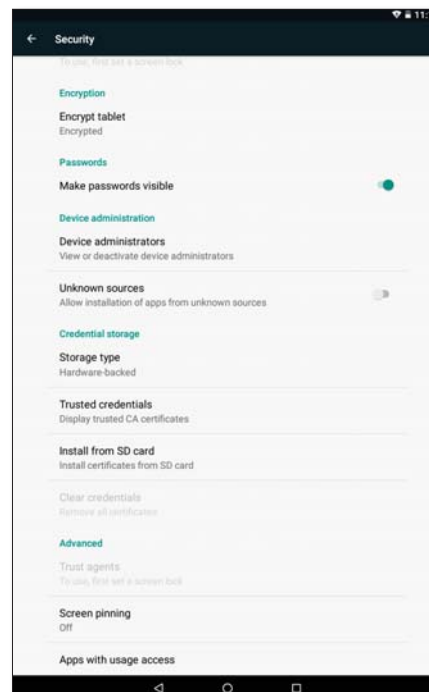 11:
Security
To use, first set a screen lock
Encryption
Encrypt tablet
Encrypted
Passwords
Make passwords visible
Device administration
Device administrators
View or deactivate device administrators
Unknown sources
Allow installation of apps from unknown sources
Credential storage
Storage type
Hardware-backed
Trusted credentials
Display trusted CA certificates
Install from SD card
Install certificates from SD card
Clear credentials
Remove all certificates
Advanced
Trust agents
To use, first set a screen lock
Screen pinning
Off
Apps with usage access